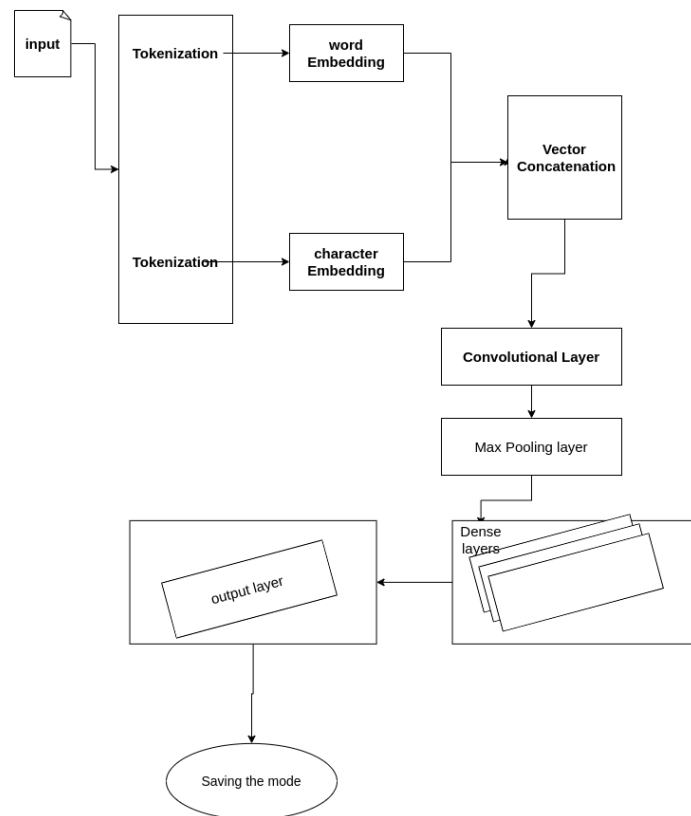 input
Tokenization
word
Embedding
Vector
Concatenation
Tokenization
character
Embedding
Convolutional Layer
Max Pooling layer
Dense
layers
output layer
Saving the mode